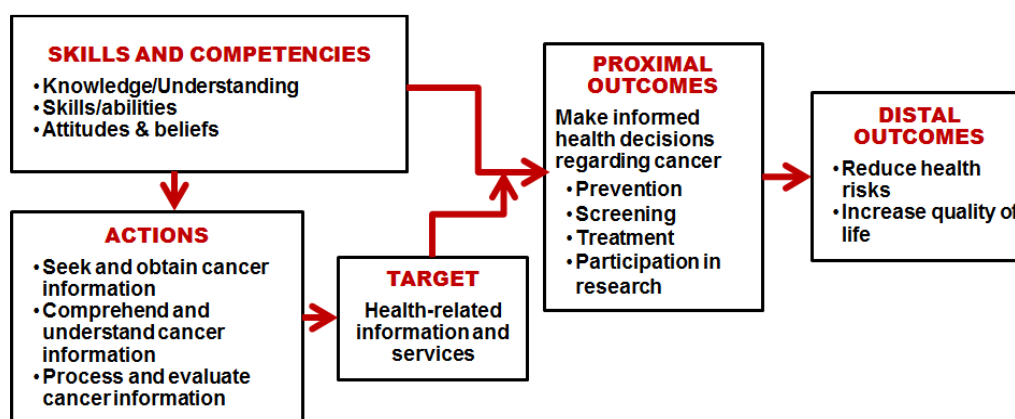 SKILLS AND COMPETENCIES
•Knowledge/Understanding
•Skills/abilities
•Attitudes & beliefs
ACTIONS
•Seek and obtain cancer
information
•Comprehend and
understand cancer
information
•Process and evaluate
cancer information
TARGET
Health-related
information and
services
PROXIMAL
OUTCOMES
Make informed
health decisions
regarding cancer
•Prevention
•Screening
•Treatment
•Participation in
research
DISTAL
OUTCOMES
•Reduce health
risks
•Increase quality of
life